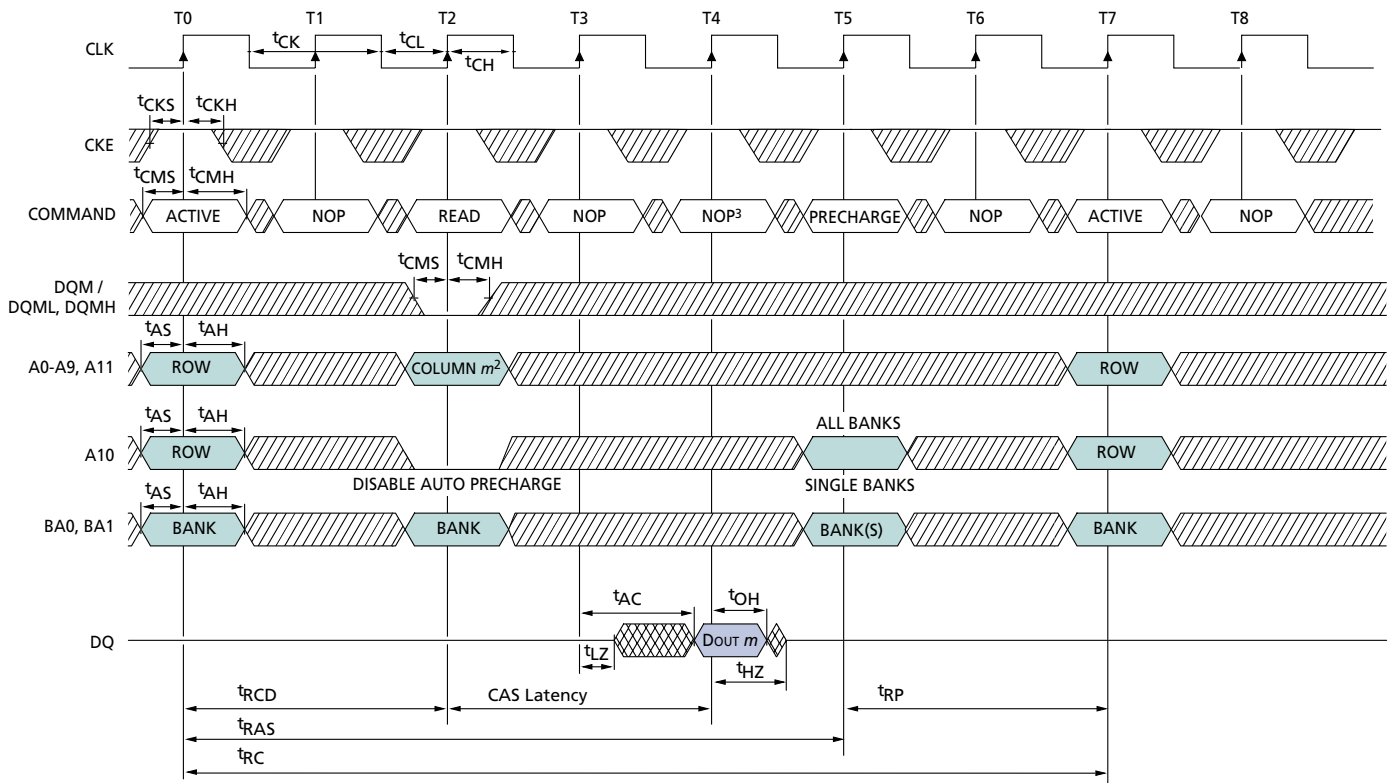 T0 T1 T2 T3 T4 T5 T6 T7 T8
CLK
tCK tCL
tCH
tCKS tCKH
CKE
tCMS tCMH
COMMAND ACTIVE NOP READ NOP NOP3 PRECHARGE NOP ACTIVE NOP
tCMS tCMH
DQM /
DQML, DQMH
tAS tAH
A0-A9, A11 ROW COLUMN m2 ROW
ALL BANKS
tAS tAH
A10 ROW ROW
DISABLE AUTO PRECHARGE SINGLE BANKS
tAS tAH
BA0, BA1 BANK BANK BANK(S) BANK
tAC tOH
DQ DOUT m
tLZ tHZ
tRCD CAS Latency tRP
tRAS
tRC